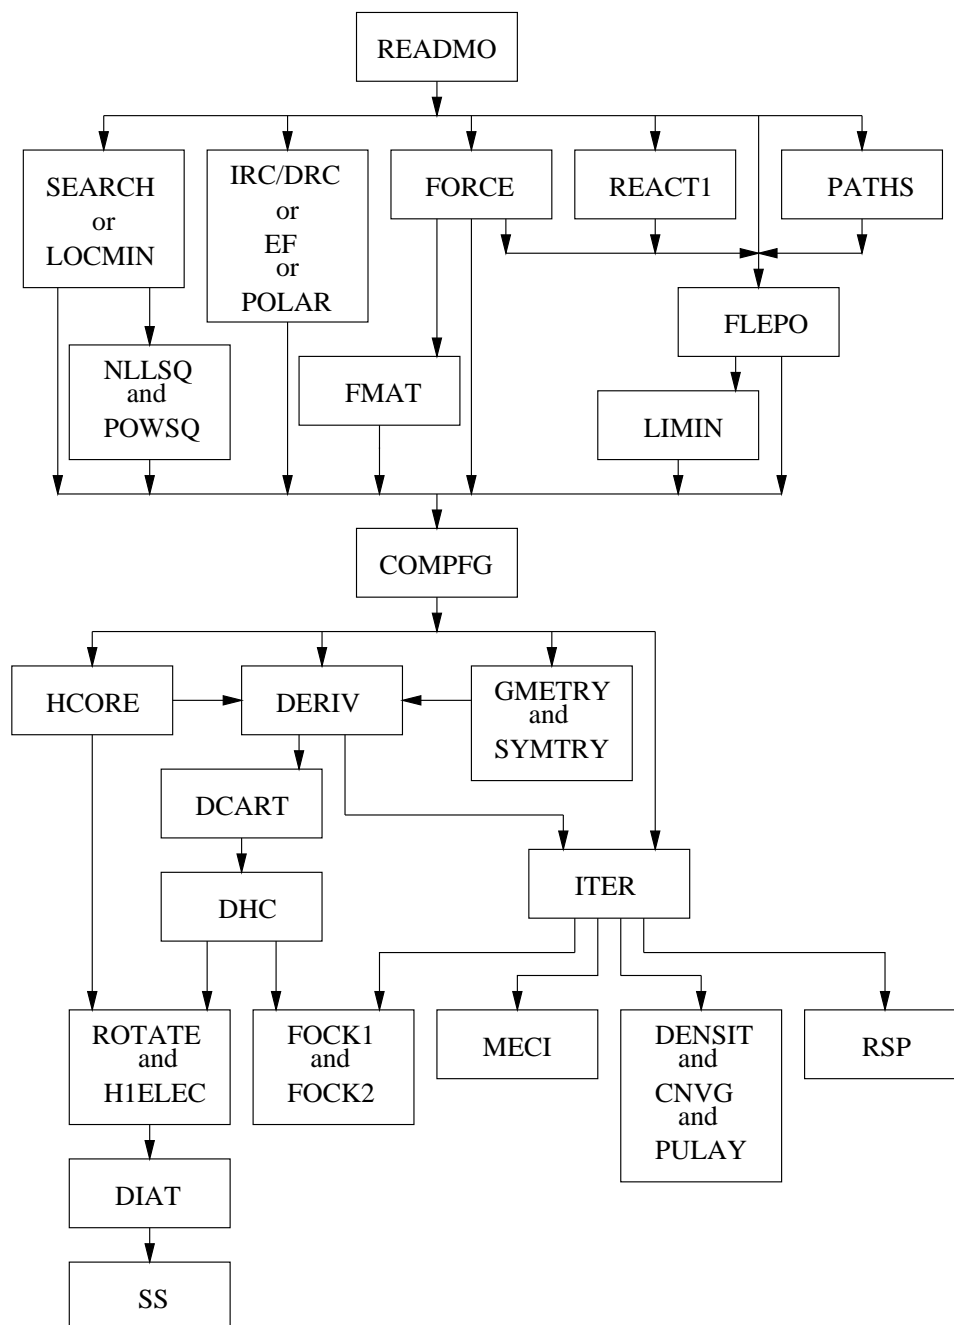 READMO
SEARCH
or
LOCMIN
IRC/DRC
or
EF
or
POLAR
FORCE
REACT1
PATHS
FLEPO
NLLSQ
and
POWSQ
FMAT
LIMIN
COMPFG
HCORE
DERIV
GMETRY
and
SYMTRY
DCART
ITER
DHC
ROTATE
and
H1ELEC
FOCK1
and
FOCK2
MECI
DENSIT
and
CNVG
and
PULAY
RSP
DIAT
SS